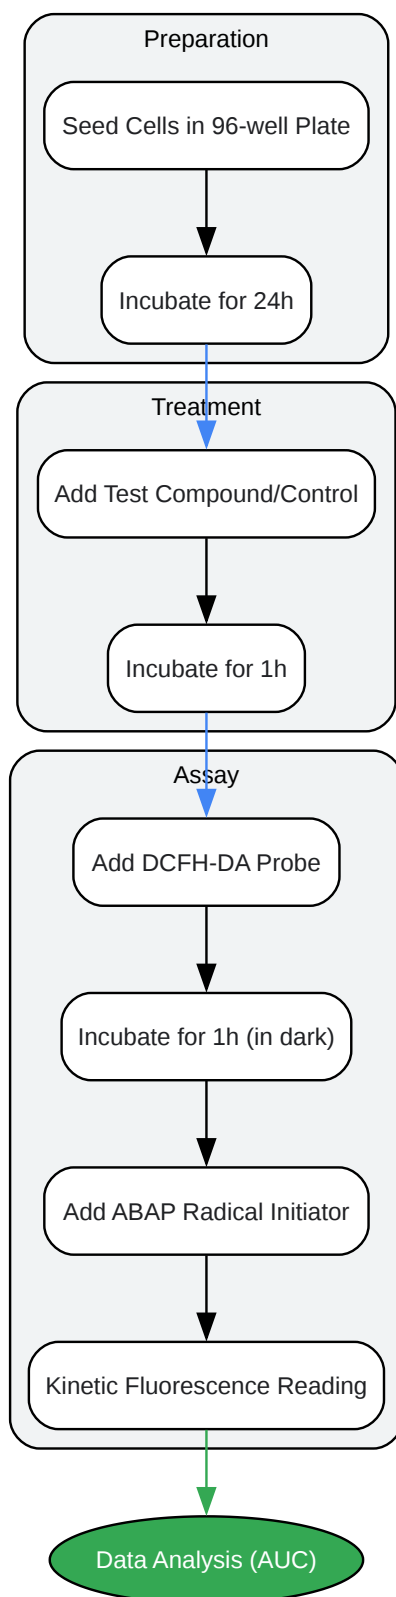 Preparation
Seed Cells in 96-well Plate
Incubate for 24h
Treatment
Add Test Compound/Control
Incubate for 1h
Assay
Add DCFH-DA Probe
Incubate for 1h (in dark)
Add ABAP Radical Initiator
Kinetic Fluorescence Reading
Data Analysis (AUC)